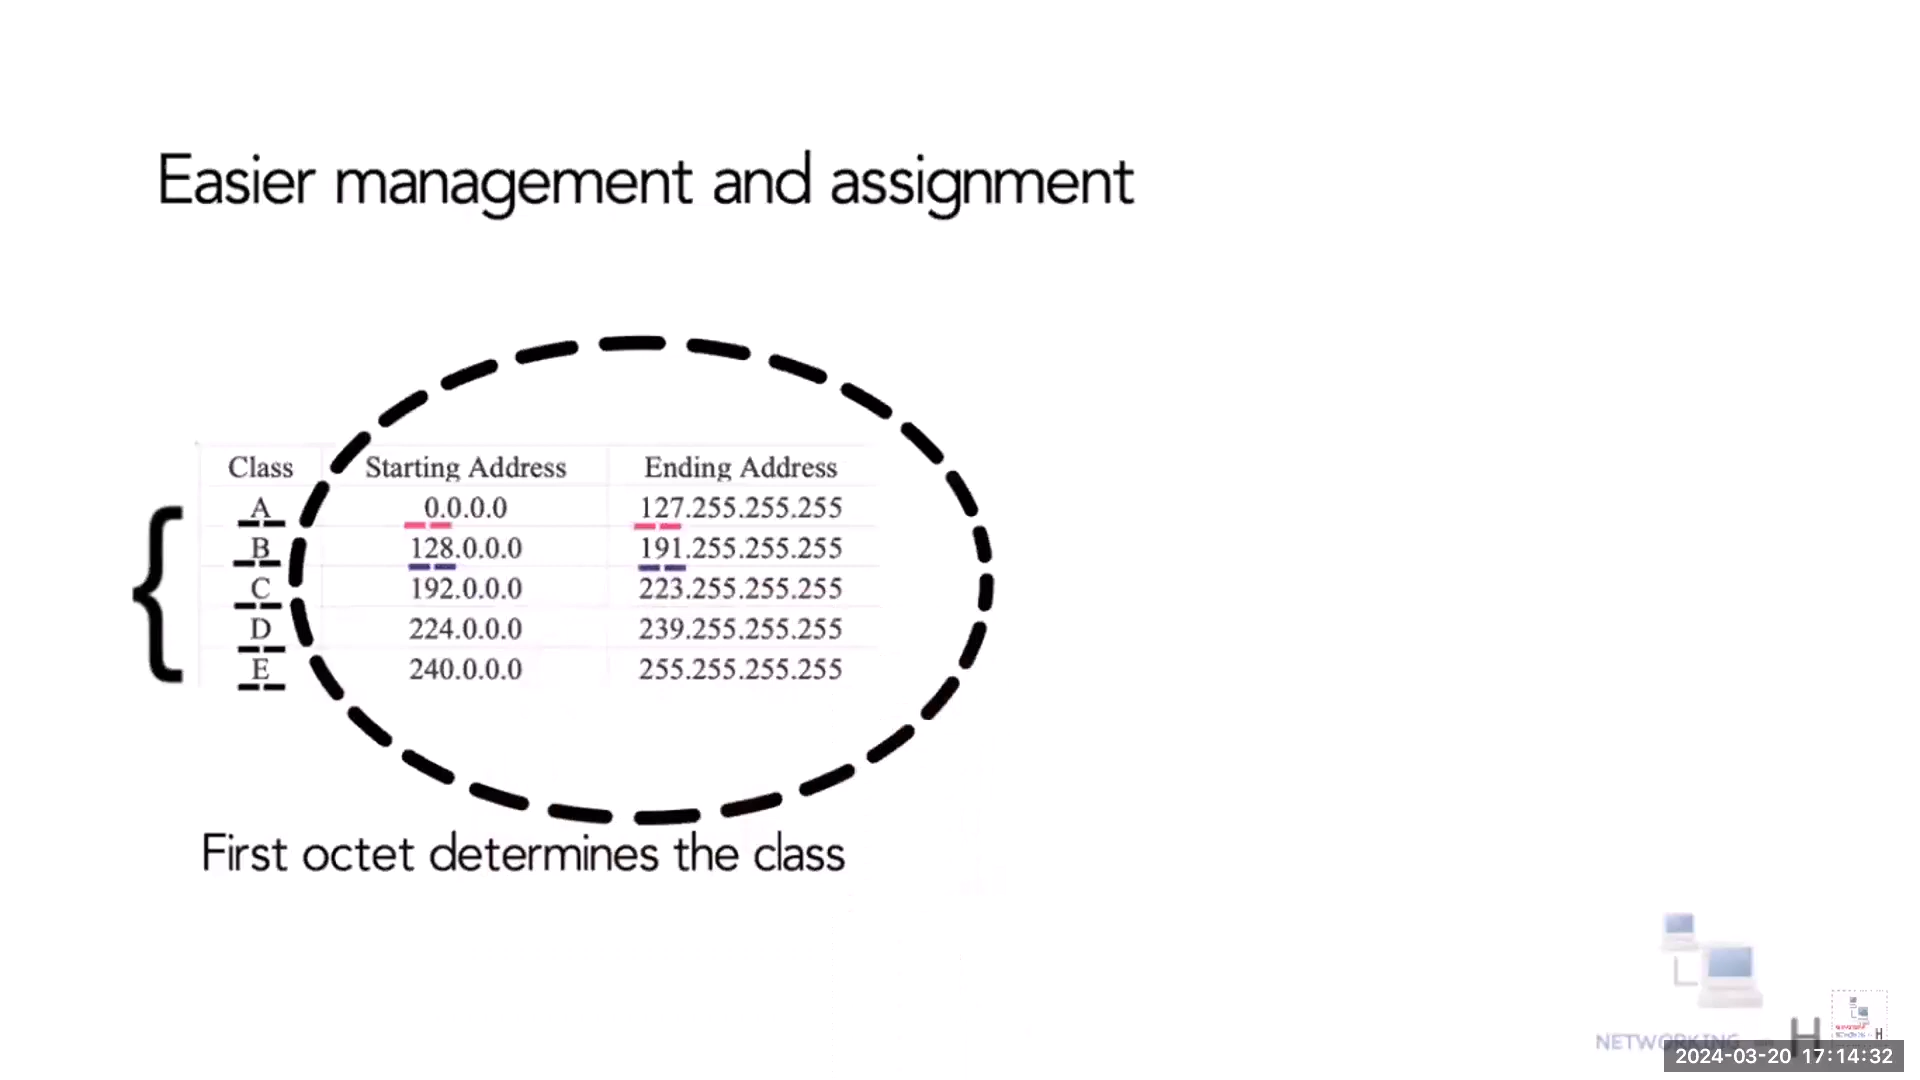 Easier management and assignment
Class Starting Address Ending Address
A 0.0.0.0 127.255.255.255
B 128.0.0.0 191.255.255.255
C 192.0.0.0 223.255.255.255
D 224.0.0.0 239.255.255.255
E 240.0.0.0 255.255.255.255
First octet determines the class
NETWORKING - H
2024-03-20 17:14:32